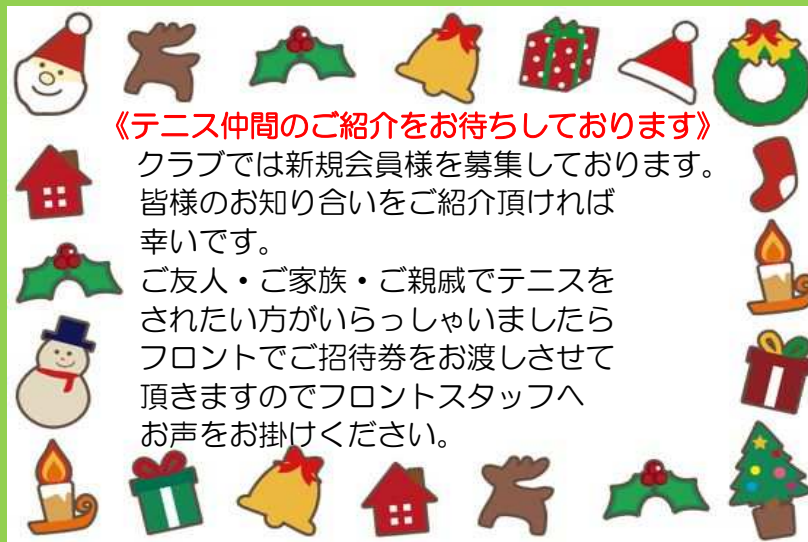 《テニス仲間のご紹介をお待ちしております》
クラブでは新規会員様を募集しております。
皆様のお知り合いをご紹介頂ければ
幸いです。
ご友人・ご家族・ご親戚でテニスを
されたい方がいらっしゃいましたら
フロントでご招待券をお渡しさせて
頂きますのでフロントスタッフへ
お声をお掛けください。